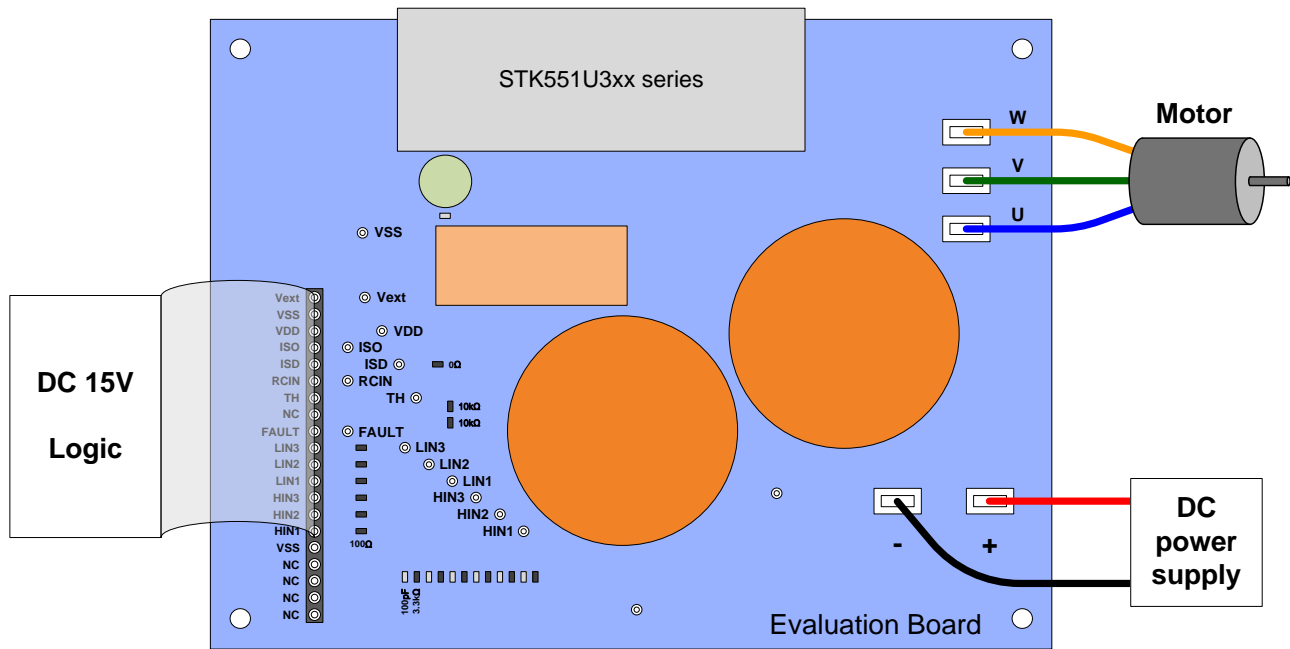 STK551U3xx series
W
Motor
V
U
VSS
Vext Vext
VSS
VDD VDD
ISO ISO
ISD ISD 0Ω
RCIN RCIN
TH TH
NC 10kΩ
10kΩ
FAULT FAULT
LIN3 LIN3
LIN2 LIN2
LIN1 LIN1
HIN3 HIN3
HIN2 HIN2
HIN1 HIN1
100Ω
VSS
NC
NC
NC
NC
100pF
3.3kΩ
DC 15V
Logic
- +
DC
power
supply
Evaluation Board